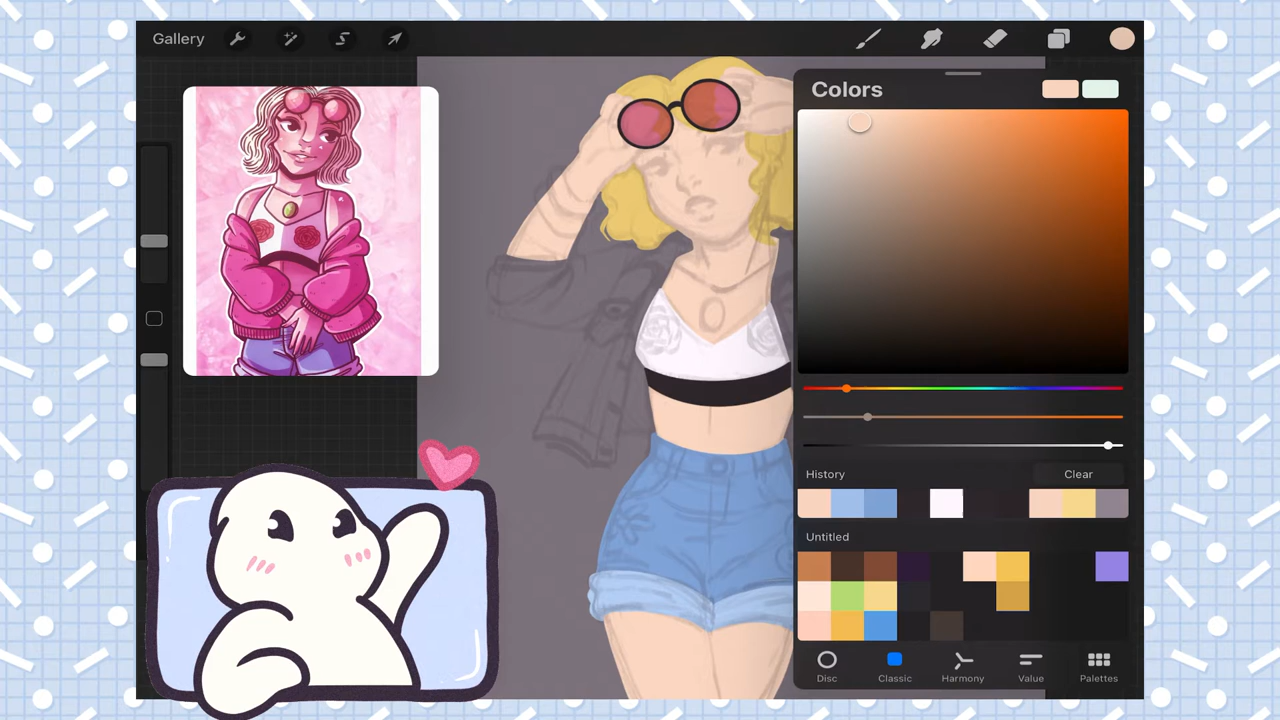 Gallery
Colors
History
Clear
Untitled
Disc
Classic
Harmony
Value
Palettes